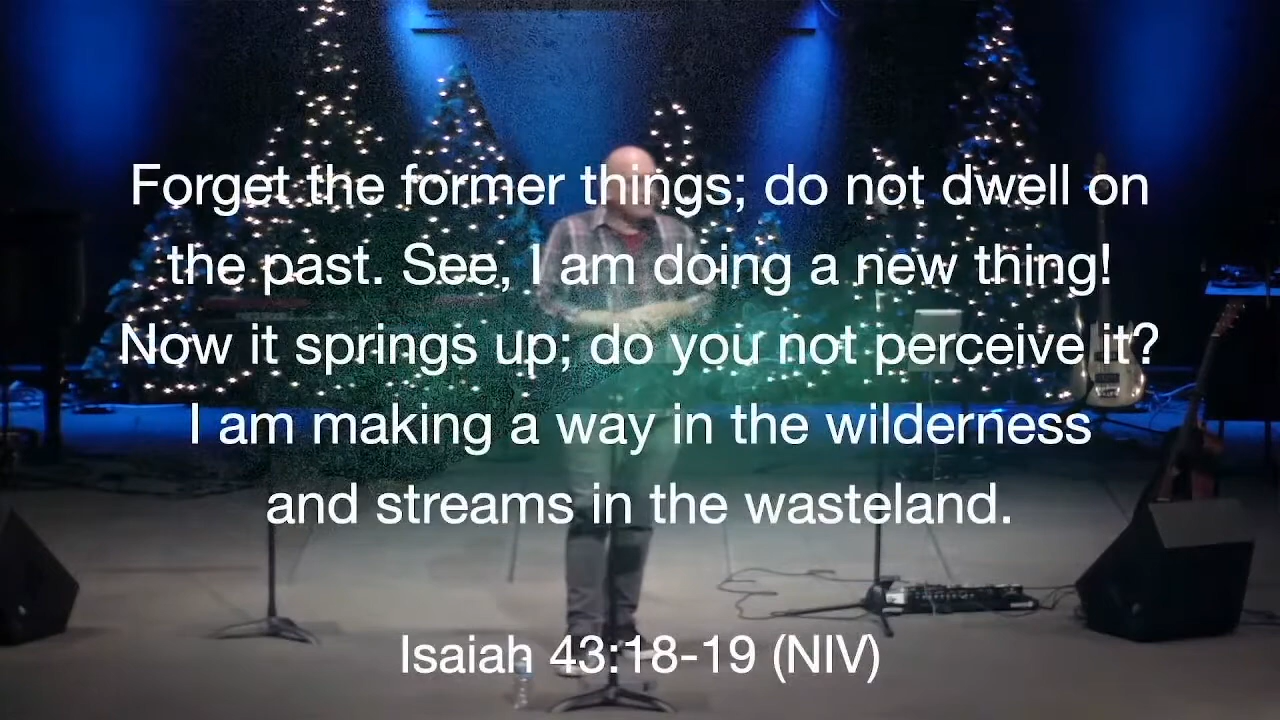 Forget the former things; do not dwell on
the past. See, I am doing a new thing!
Now it springs up; do you not perceive it?
I am making a way in the wilderness
and streams in the wasteland.
Isaiah 43:18-19 (NIV)